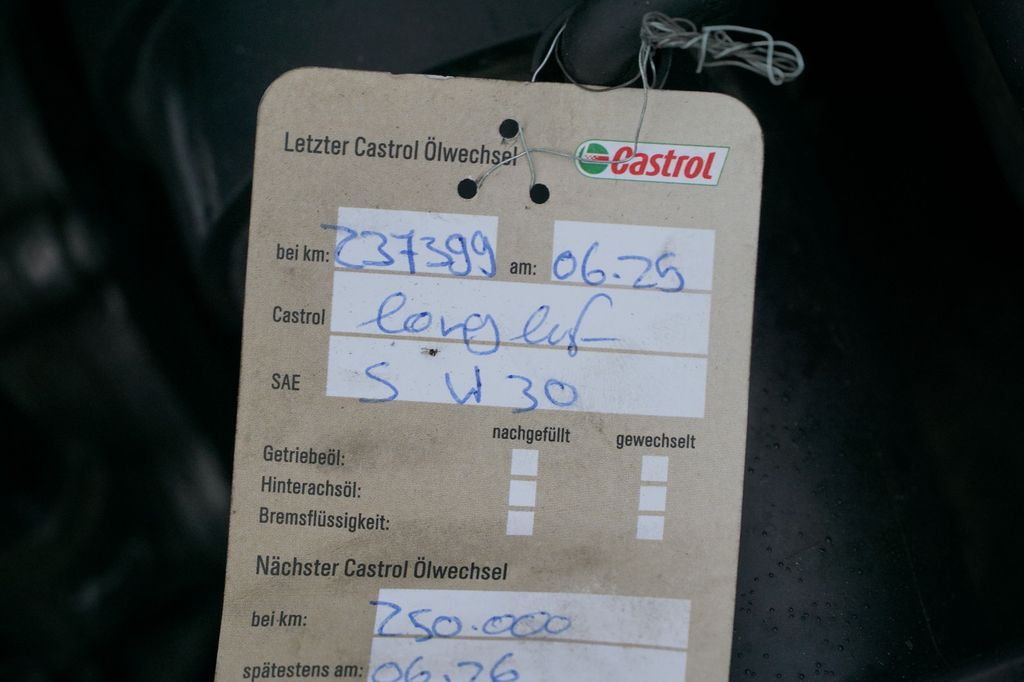 Letzter Castrol Ölwechsel Castrol
bei km: 237399 am: 06.25
Castrol longlif
SAE 5 W 30
nachgefüllt gewechselt
Getriebeöl:
Hinterachsöl:
Bremsflüssigkeit:
Nächster Castrol Ölwechsel
bei km: 250.000
spätestens am: 06.26